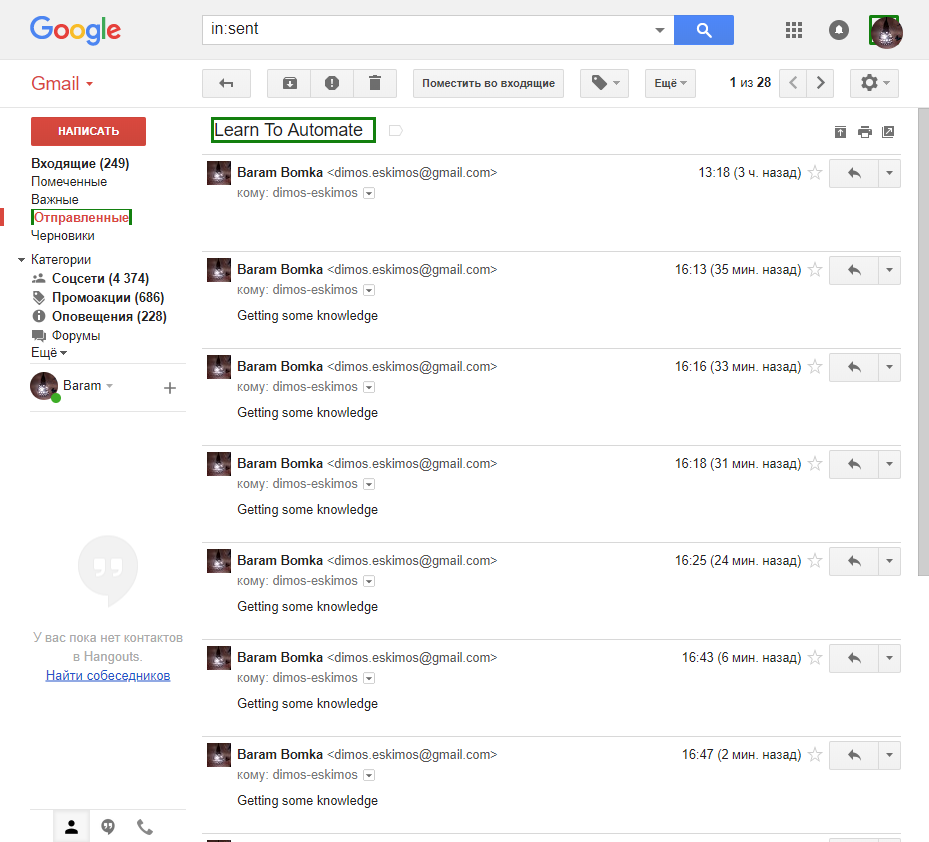 Google
in:sent
Gmail
Поместить во входящие
Ещё
1 из 28
НАПИСАТЬ
Входящие (249)
Помеченные
Важные
Отправленные
Черновики
Категории
Соцсети (4 374)
Промоакции (686)
Оповещения (228)
Форумы
Ещё
Baram
У вас пока нет контактов
в Hangouts.
Найти собеседников
Learn To Automate
Baram Bomka <dimos.eskimos@gmail.com> 13:18 (3 ч. назад)
кому: dimos-eskimos
Baram Bomka <dimos.eskimos@gmail.com> 16:13 (35 мин. назад)
кому: dimos-eskimos
Getting some knowledge
Baram Bomka <dimos.eskimos@gmail.com> 16:16 (33 мин. назад)
кому: dimos-eskimos
Getting some knowledge
Baram Bomka <dimos.eskimos@gmail.com> 16:18 (31 мин. назад)
кому: dimos-eskimos
Getting some knowledge
Baram Bomka <dimos.eskimos@gmail.com> 16:25 (24 мин. назад)
кому: dimos-eskimos
Getting some knowledge
Baram Bomka <dimos.eskimos@gmail.com> 16:43 (6 мин. назад)
кому: dimos-eskimos
Getting some knowledge
Baram Bomka <dimos.eskimos@gmail.com> 16:47 (2 мин. назад)
кому: dimos-eskimos
Getting some knowledge